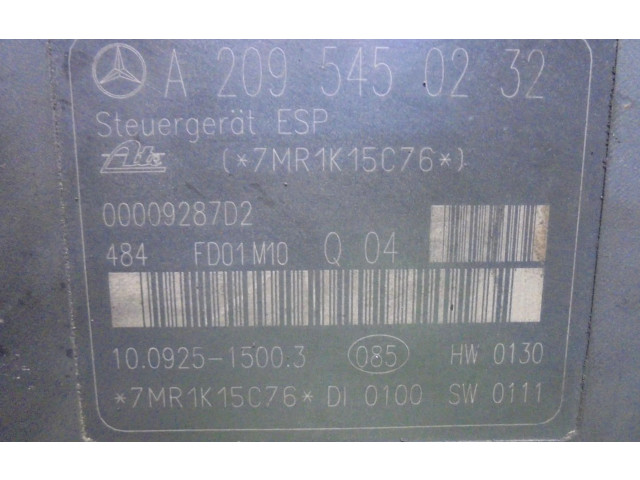 A 209 545 02 32
Steuergerät ESP
Ate (*7MR1K15C76*)
00009287D2
484 FD01M10 Q 04
10.0925-1500.3 085 HW 0130
*7MR1K15C76* DI 0100 SW 0111